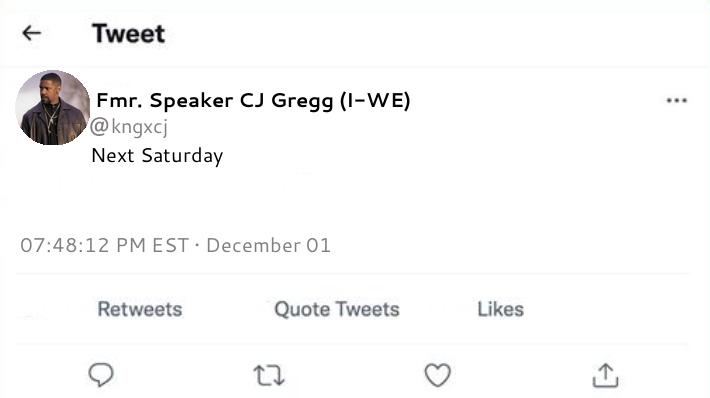 Tweet
Fmr. Speaker CJ Gregg (I-WE)
@kngxcj
Next Saturday
07:48:12 PM EST · December 01
Retweets Quote Tweets Likes